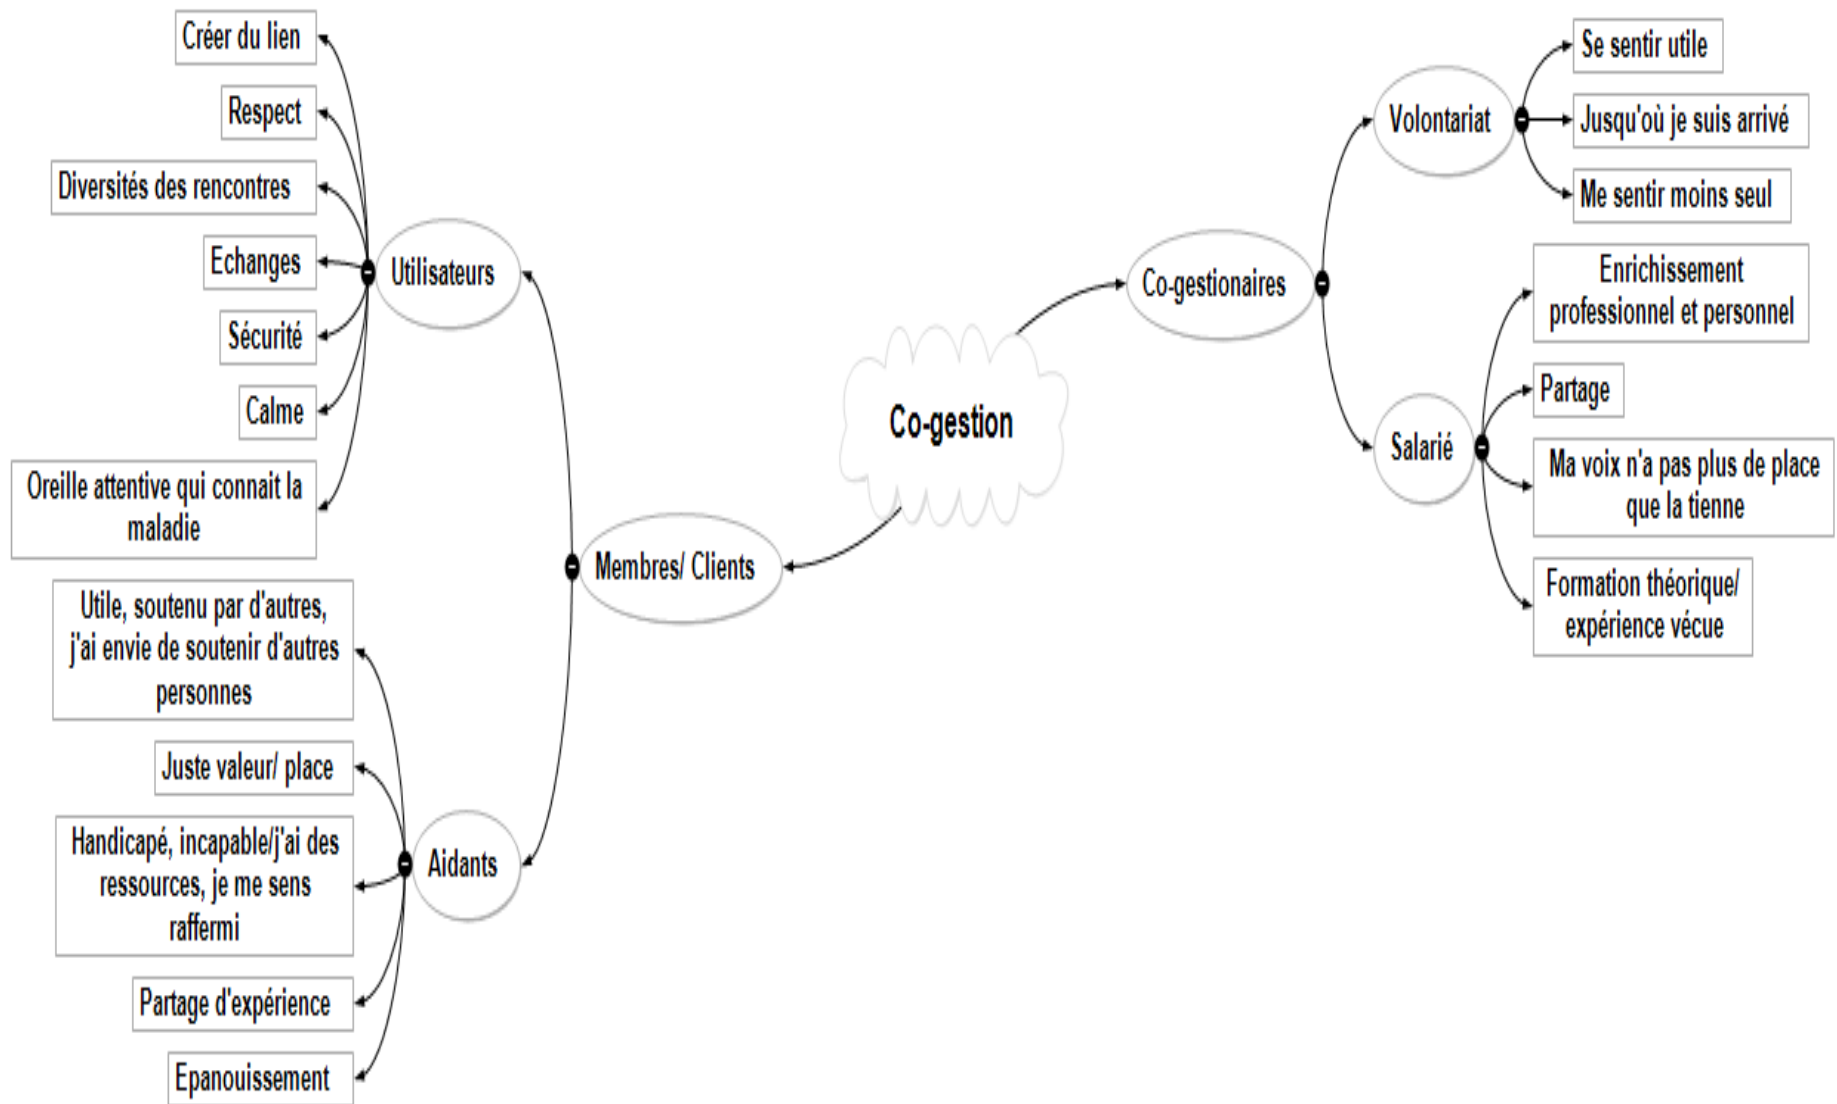 Créer du lien
Respect
Diversités des rencontres
Echanges
Sécurité
Calme
Oreille attentive qui connait la
maladie
Utilisateurs
Utile, soutenu par d'autres,
j'ai envie de soutenir d'autres
personnes
Juste valeur/ place
Handicapé, incapable/j'ai des
ressources, je me sens
raffermi
Partage d'expérience
Epanouissement
Aidants
Membres/ Clients
Co-gestion
Co-gestionaires
Volontariat
Se sentir utile
Jusqu'où je suis arrivé
Me sentir moins seul
Salarié
Enrichissement
professionnel et personnel
Partage
Ma voix n'a pas plus de place
que la tienne
Formation théorique/
expérience vécue